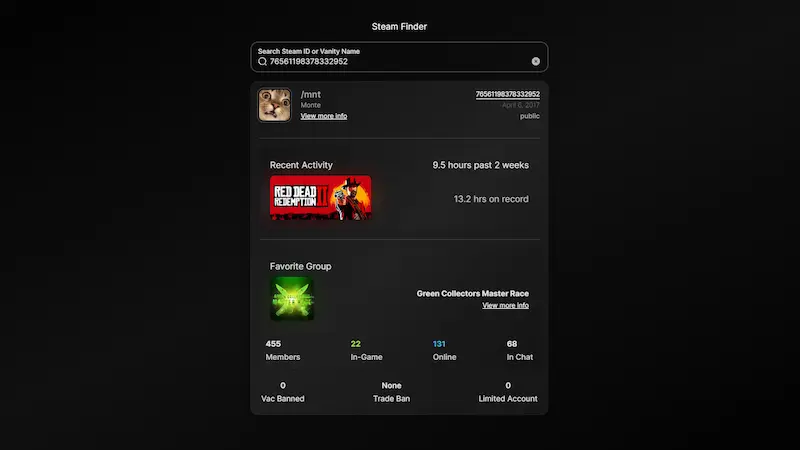 Steam Finder
Search Steam ID or Vanity Name
76561198378332952
/mnt
76561198378332952
Monte
April 6, 2017
View more info
public
Recent Activity
9.5 hours past 2 weeks
RED DEAD
REDEMPTION II
13.2 hrs on record
Favorite Group
Green Collectors Master Race
View more info
455
22
131
68
Members
In-Game
Online
In Chat
0
None
0
Vac Banned
Trade Ban
Limited Account